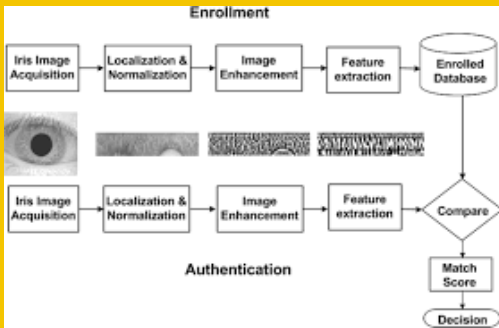 Enrollment
Iris Image
Acquisition
Localization &
Normalization
Image
Enhancement
Feature
extraction
Enrolled
Database
Iris Image
Acquisition
Localization &
Normalization
Image
Enhancement
Feature
extraction
Compare
Authentication
Match
Score
Decision